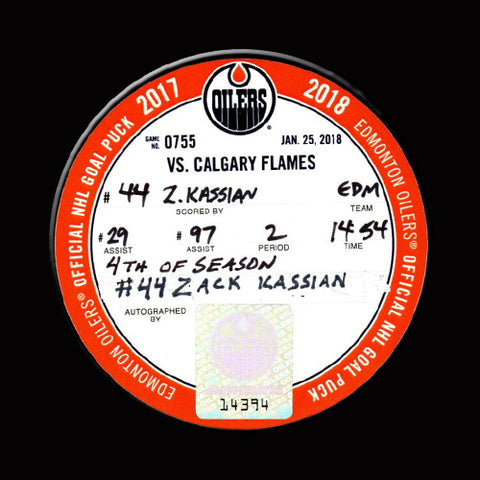 OILERS
2017 2018
OFFICIAL NHL GOAL PUCK
EDMONTON OILERS®
EDMONTON OILERS® OFFICIAL NHL GOAL PUCK
GAME NO. 0755 JAN. 25, 2018
VS. CALGARY FLAMES
# 44 Z. KASSIAN EDM
SCORED BY TEAM
# 29 # 97 2 14 54
ASSIST ASSIST PERIOD TIME
4TH OF SEASON
#44 ZACK KASSIAN
AUTOGRAPHED BY
14394